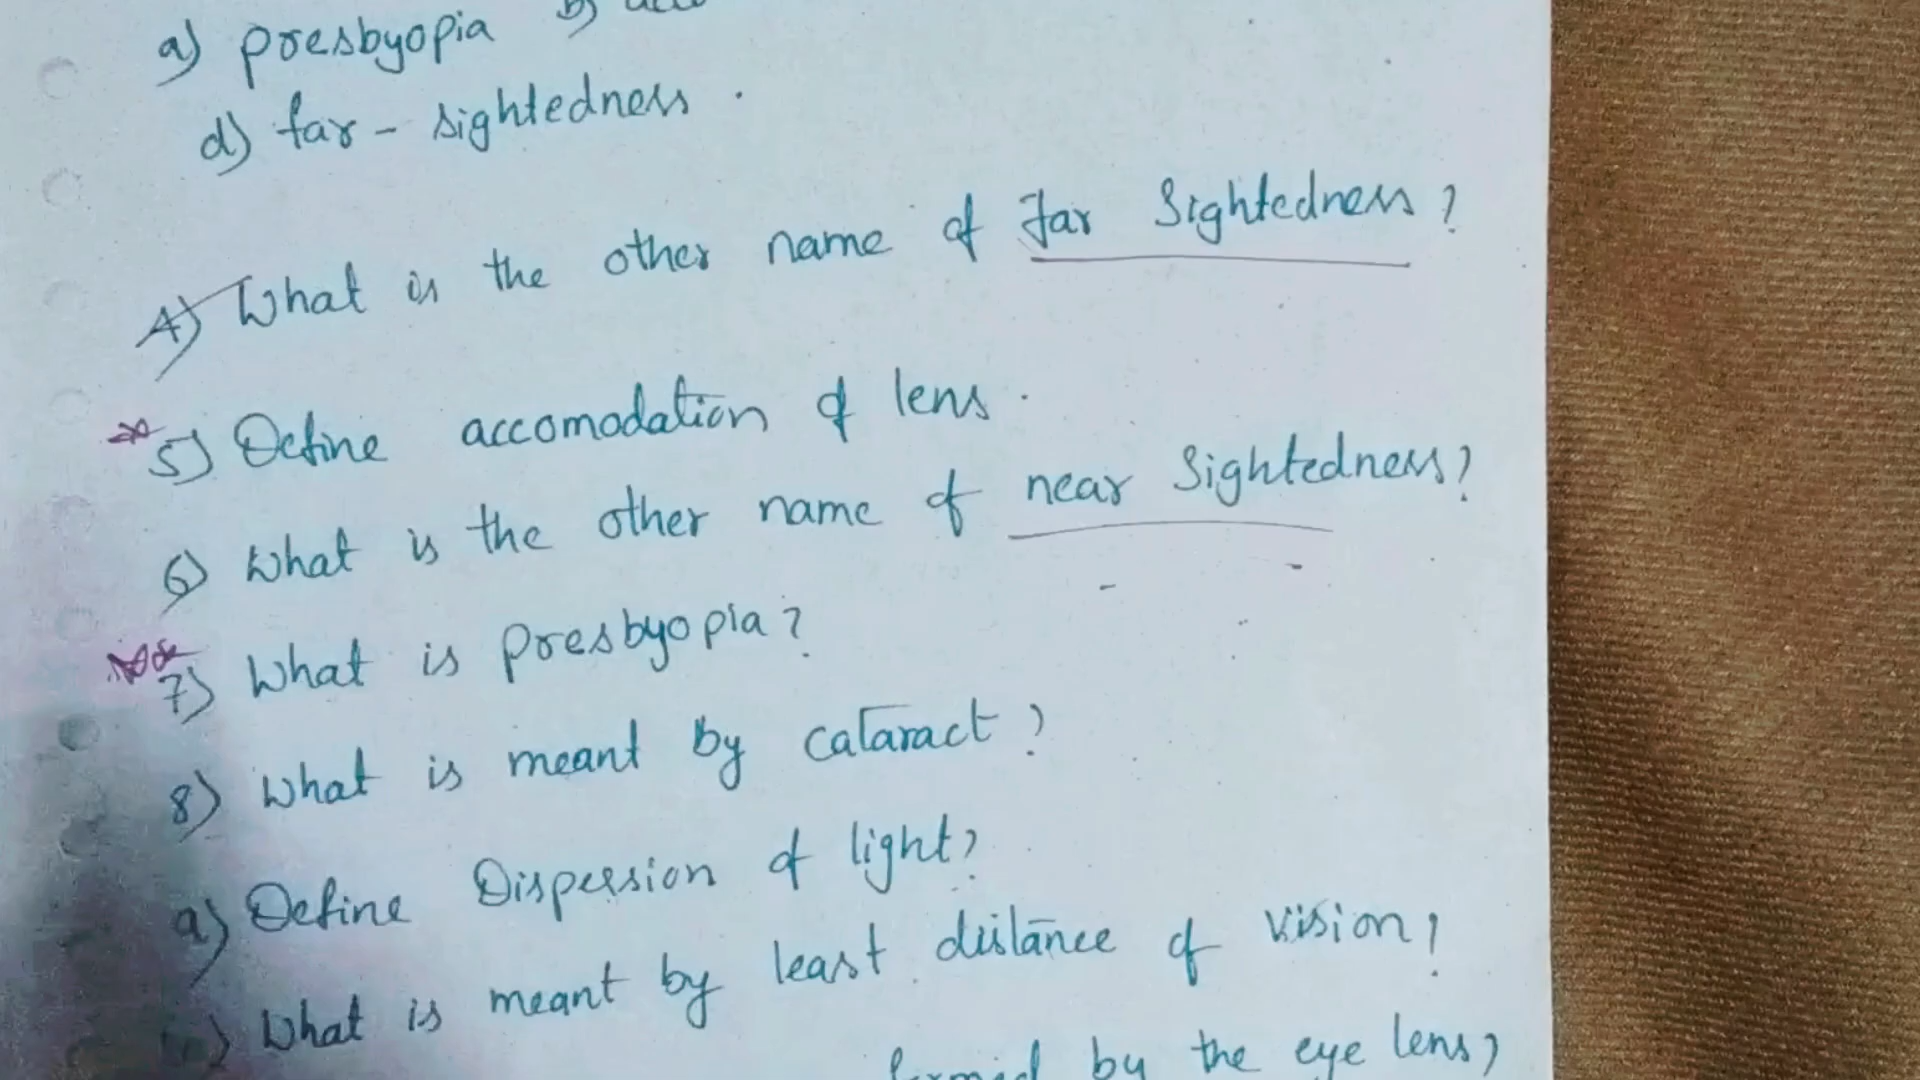 a) presbyopia b)
d) far - sightedness .
4) What is the other name of far Sightedness?
*5) Define accomodation of lens .
6) What is the other name of near Sightedness?
7) What is presbyopia?
8) What is meant by cataract?
9) Define Dispersion of light?
What is meant by least distance of vision?
formed by the eye lens?